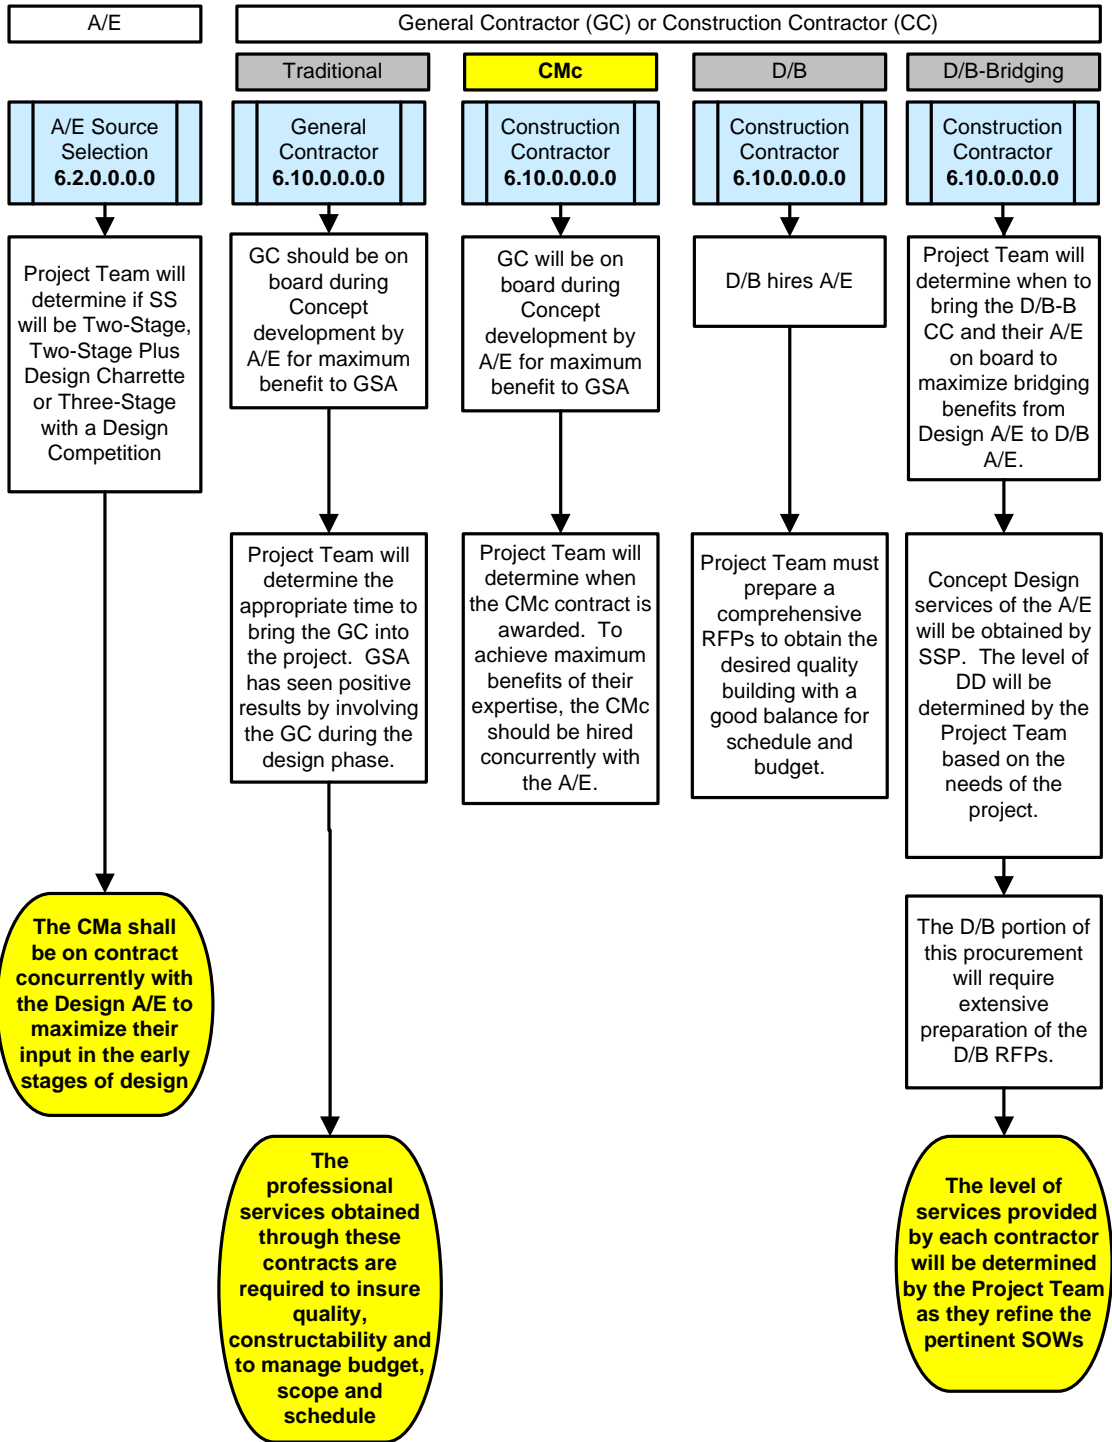 A/E
General Contractor (GC) or Construction Contractor (CC)
Traditional
CMc
D/B
D/B-Bridging
A/E Source
Selection
6.2.0.0.0.0
General
Contractor
6.10.0.0.0.0
Construction
Contractor
6.10.0.0.0.0
Construction
Contractor
6.10.0.0.0.0
Construction
Contractor
6.10.0.0.0.0
Project Team will
determine if SS
will be Two-Stage,
Two-Stage Plus
Design Charrette
or Three-Stage
with a Design
Competition
GC should be on
board during
Concept
development by
A/E for maximum
benefit to GSA
GC will be on
board during
Concept
development by
A/E for maximum
benefit to GSA
D/B hires A/E
Project Team will
determine when to
bring the D/B-B
CC and their A/E
on board to
maximize bridging
benefits from
Design A/E to D/B
A/E.
Project Team will
determine the
appropriate time to
bring the GC into
the project.  GSA
has seen positive
results by involving
the GC during the
design phase.
Project Team will
determine when
the CMc contract is
awarded.  To
achieve maximum
benefits of their
expertise, the CMc
should be hired
concurrently with
the A/E.
Project Team must
prepare a
comprehensive
RFPs to obtain the
desired quality
building with a
good balance for
schedule and
budget.
Concept Design
services of the A/E
will be obtained by
SSP.  The level of
DD will be
determined by the
Project Team
based on the
needs of the
project.
The CMa shall
be on contract
concurrently with
the Design A/E to
maximize their
input in the early
stages of design
The D/B portion of
this procurement
will require
extensive
preparation of the
D/B RFPs.
The
professional
services obtained
through these
contracts are
required to insure
quality,
constructability and
to manage budget,
scope and
schedule
The level of
services provided
by each contractor
will be determined
by the Project Team
as they refine the
pertinent SOWs